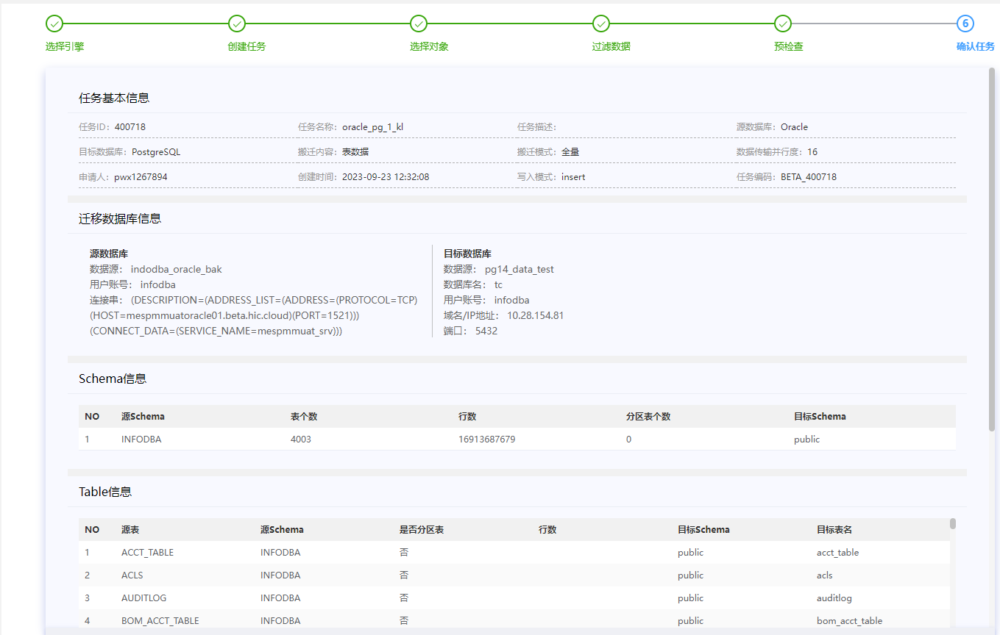 6
选择引擎 创建任务 选择对象 过滤数据 预检查 确认任务
任务基本信息
任务ID: 400718 任务名称: oracle_pg_1_kl 任务描述: 源数据库: Oracle
目标数据库: PostgreSQL 搬迁内容: 表数据 搬迁模式: 全量 数据传输并行度: 16
申请人: pwx1267894 创建时间: 2023-09-23 12:32:08 写入模式: insert 任务编码: BETA_400718
迁移数据库信息
源数据库
数据源: indodba_oracle_bak
用户账号: infodba
连接串: (DESCRIPTION=(ADDRESS_LIST=(ADDRESS=(PROTOCOL=TCP)
(HOST=mespmmuatoracle01.beta.hic.cloud)(PORT=1521)))
(CONNECT_DATA=(SERVICE_NAME=mespmmuat_srv)))
目标数据库
数据源: pg14_data_test
数据库名: tc
用户账号: infodba
域名/IP地址: 10.28.154.81
端口: 5432
Schema信息
NO 源Schema 表个数 行数 分区表个数 目标Schema
1 INFODBA 4003 16913687679 0 public
Table信息
NO 源表 源Schema 是否分区表 行数 目标Schema 目标表名
1 ACCT_TABLE INFODBA 否 public acct_table
2 ACLS INFODBA 否 public acls
3 AUDITLOG INFODBA 否 public auditlog
4 BOM_ACCT_TABLE INFODBA 否 public bom_acct_table